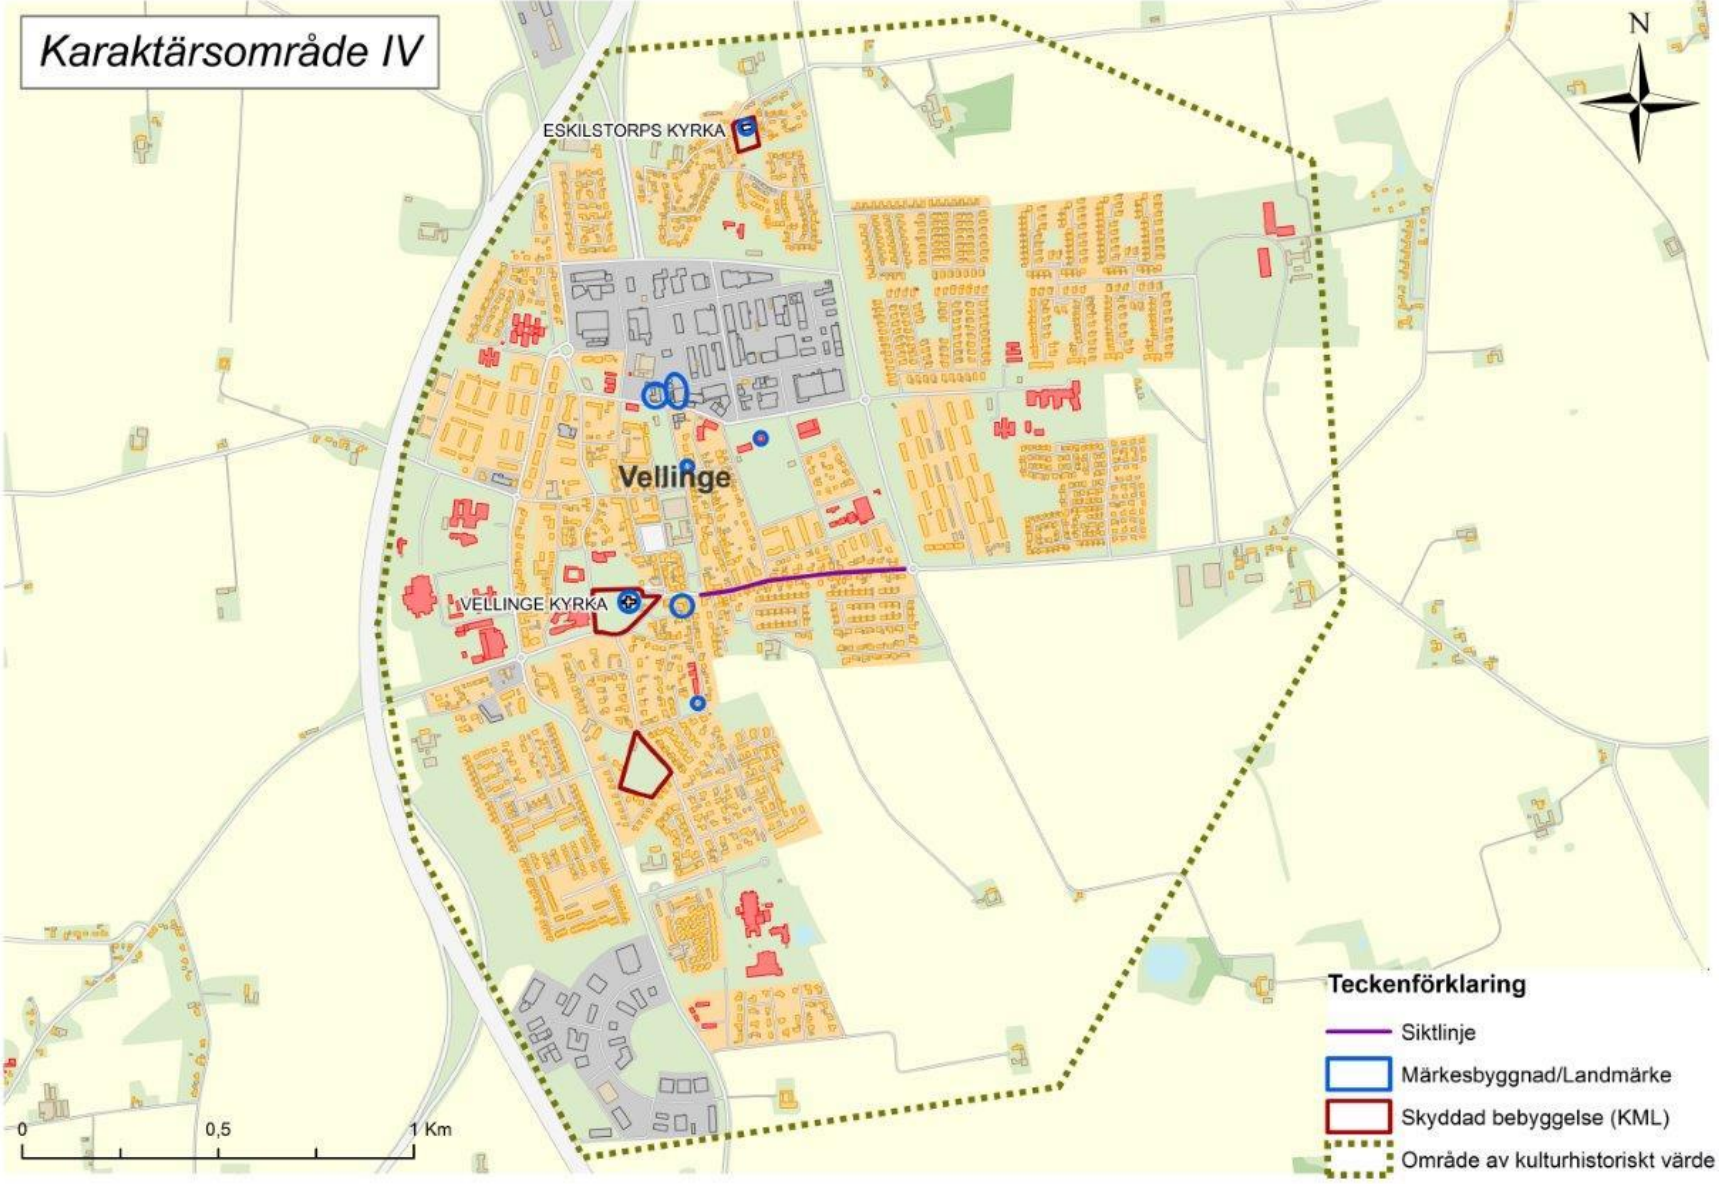 Karaktärsområde IV
N
ESKILSTORPS KYRKA
Vellinge
VELLINGE KYRKA
Teckenförklaring
Siktlinje
Märkesbyggnad/Landmärke
Skyddad bebyggelse (KML)
Område av kulturhistoriskt värde
0 0,5 1 Km